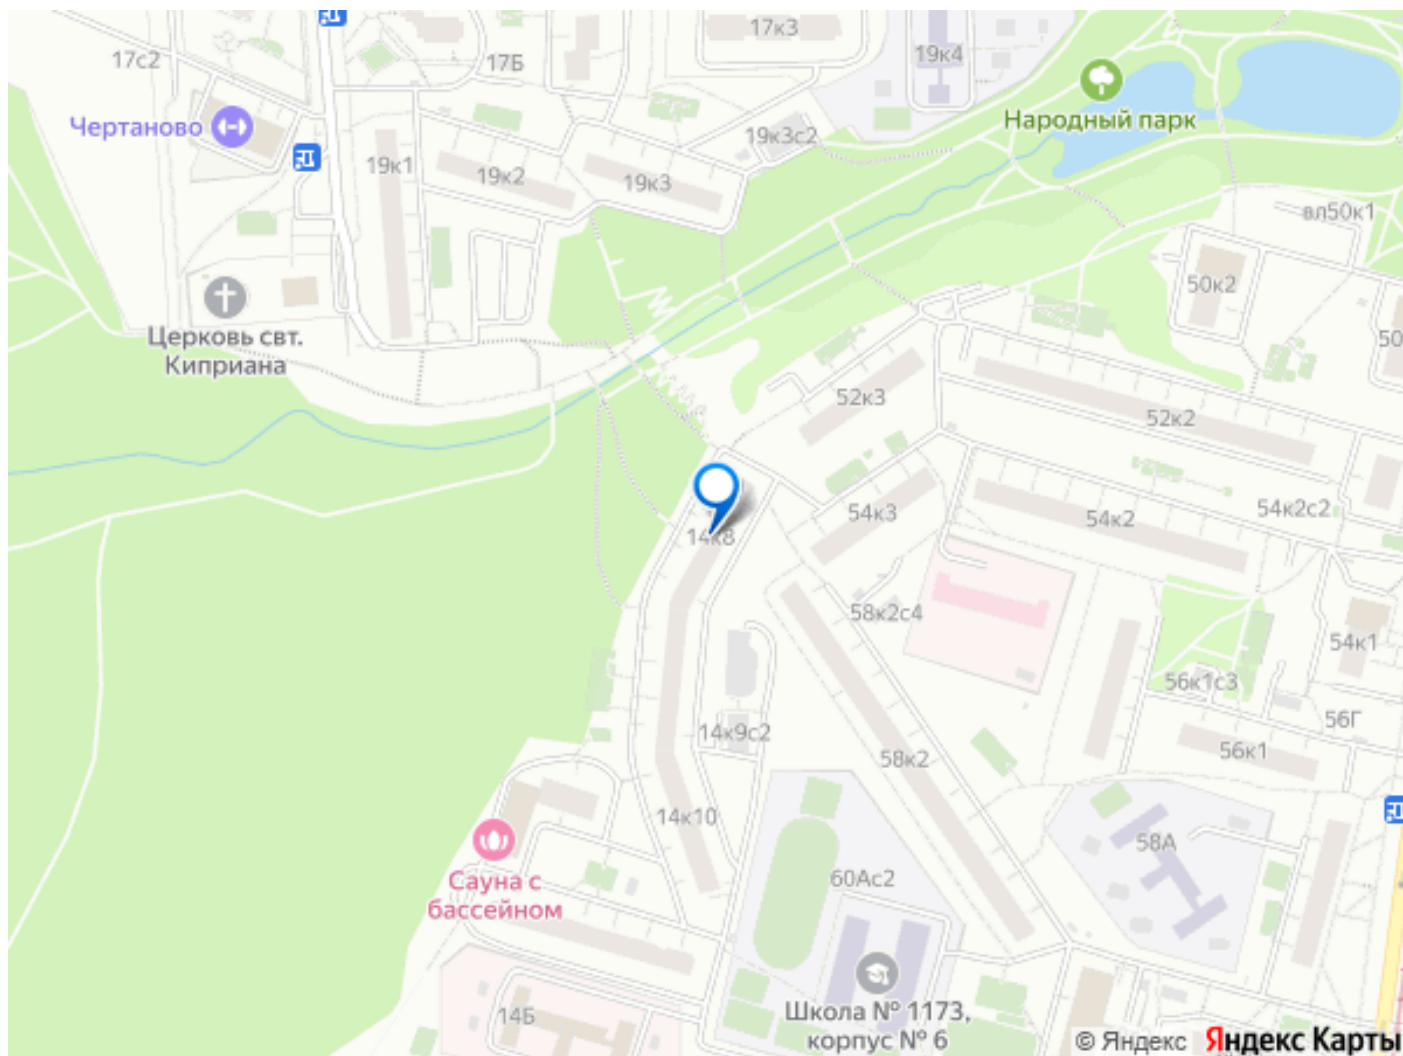 17с2
17Б
17к3
19к4
Чертаново
Народный парк
19к3с2
19к1
19к2
19к3
вл50к1
50к2
Церковь свт.
Киприана
50
52к3
52к2
14к8
54к3
54к2
54к2с2
58к2с4
54к1
56к1с3
56Г
14к9с2
58к2
56к1
14к10
58А
Сауна с
бассейном
60Ас2
14Б
Школа № 1173,
корпус № 6
© Яндекс Яндекс Карты